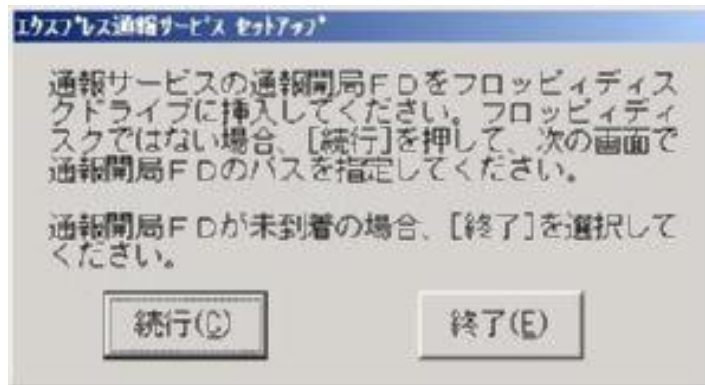 エクスプレス通報サービス セットアップ
通報サービスの通報開局ＦＤをフロッピィディス
クドライブに挿入してください。フロッピィディ
スクではない場合、［続行］を押して、次の画面で
通報開局ＦＤのパスを指定してください。
通報開局ＦＤが未到着の場合、［終了］を選択して
ください。
続行(C) 終了(E)